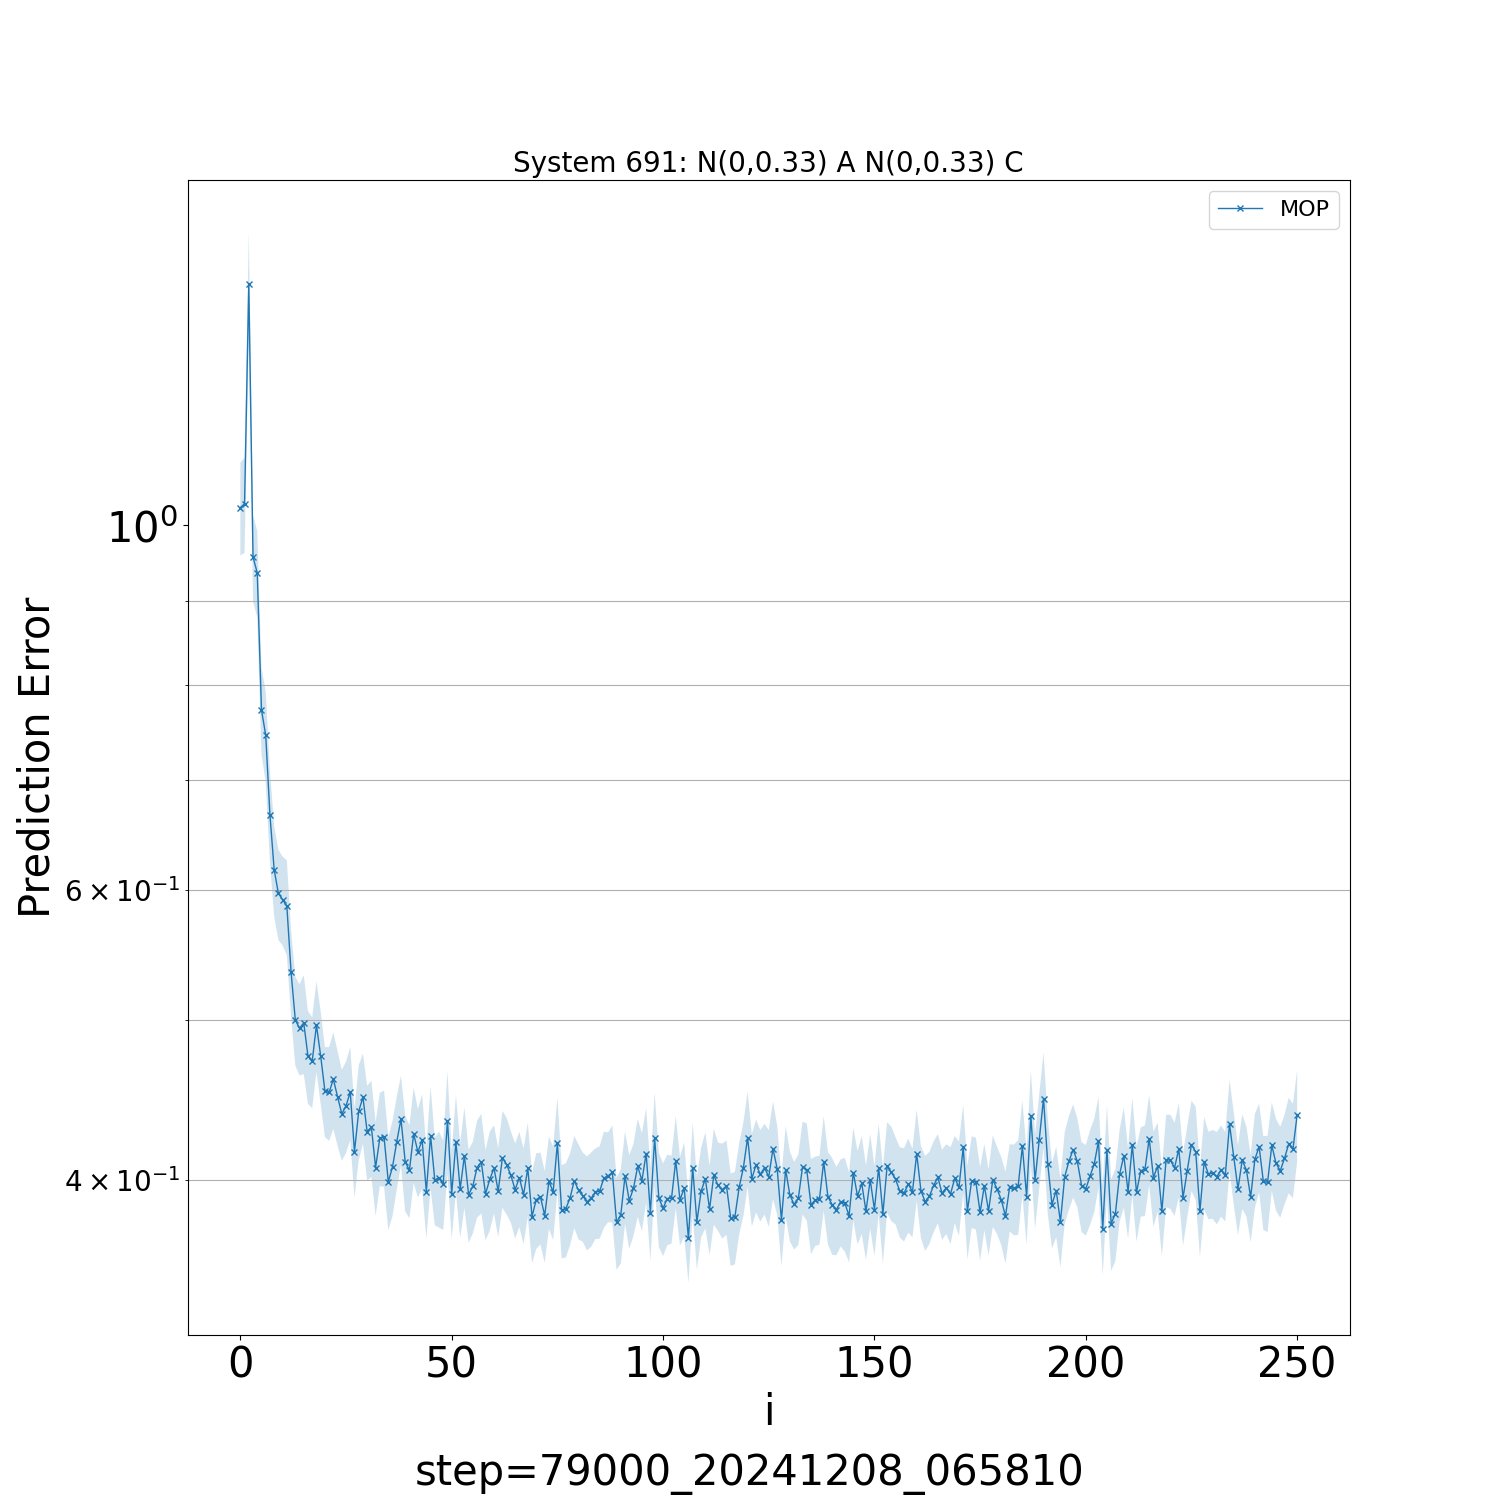 System 691: N(0,0.33) A N(0,0.33) C
MOP
10⁰
6 × 10⁻¹
4 × 10⁻¹
Prediction Error
0 50 100 150 200 250
i
step=79000_20241208_065810